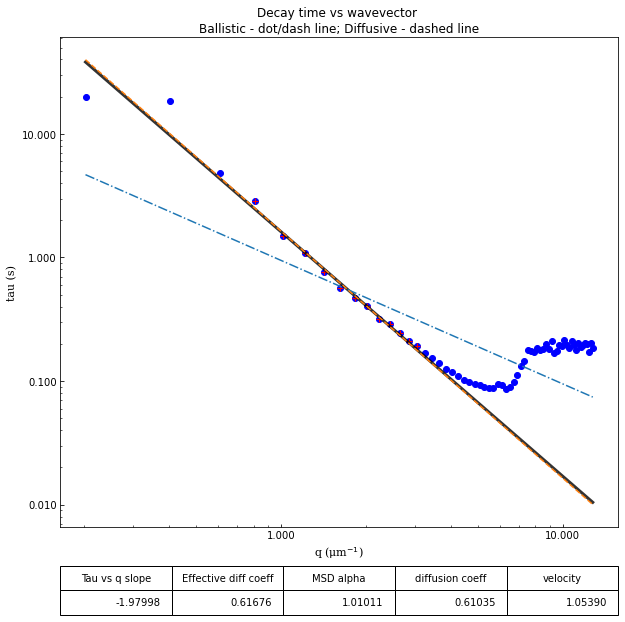 Decay time vs wavevector
Ballistic - dot/dash line; Diffusive - dashed line
tau (s)
10.000
1.000
0.100
0.010
1.000
10.000
q (μm⁻¹)
Tau vs q slope Effective diff coeff MSD alpha diffusion coeff velocity
-1.97998 0.61676 1.01011 0.61035 1.05390